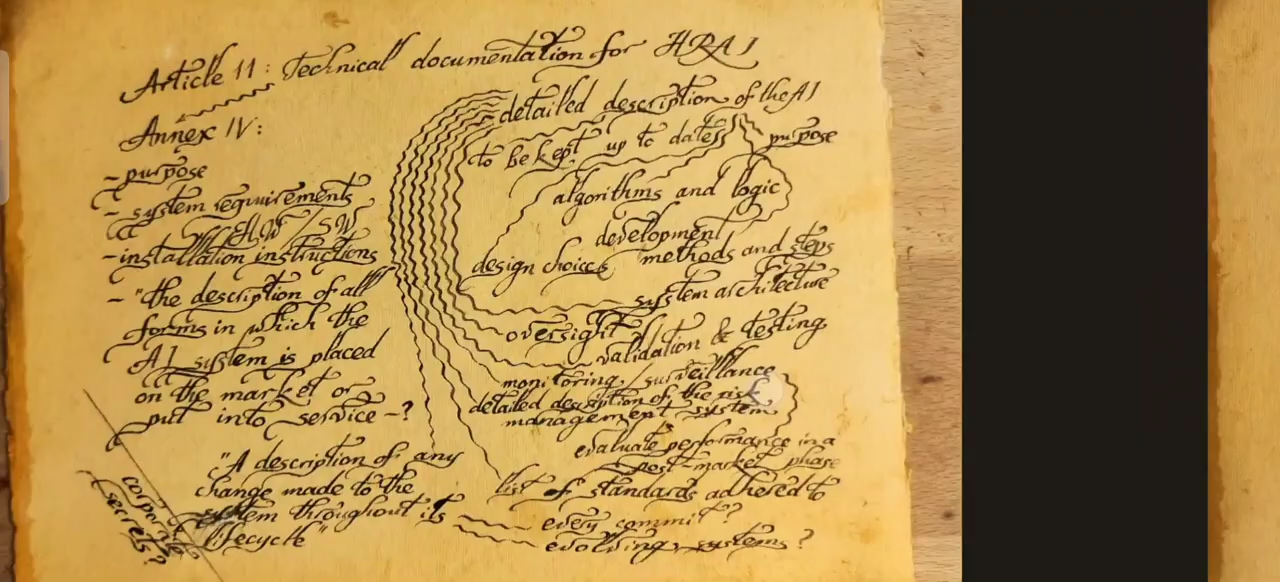 Article 11: Technical documentation for HRAI
Annex IV:
- purpose
- system requirements
HW/SW
- installation instructions
- "the description of all
forms in which the
AI system is placed
on the market or
put into service -?
detailed description of the AI
purpose
to be kept up to date!
algorithms and logic
development
methods and steps
design choices
system architecture
oversight
validation & testing
monitoring/surveillance
detailed description of the risk
management system
evaluate performance in a
post-market phase
list of standards adhered to
"A description of any
change made to the
system throughout its
lifecycle"
every commit?
evolving systems?
corporate
secrets?